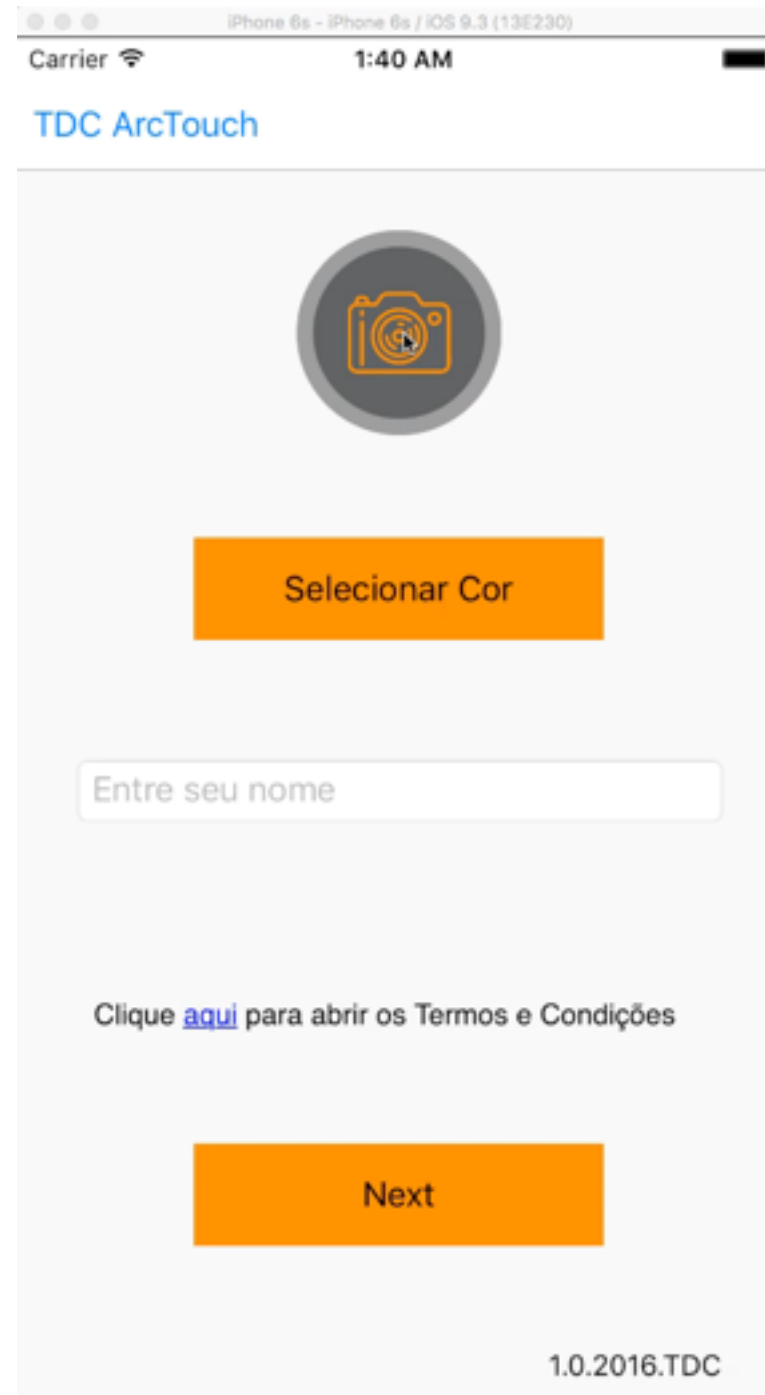 iPhone 6s - iPhone 6s / iOS 9.3 (13E230)
Carrier 1:40 AM
TDC ArcTouch
Selecionar Cor
Entre seu nome
Clique aqui para abrir os Termos e Condições
Next
1.0.2016.TDC